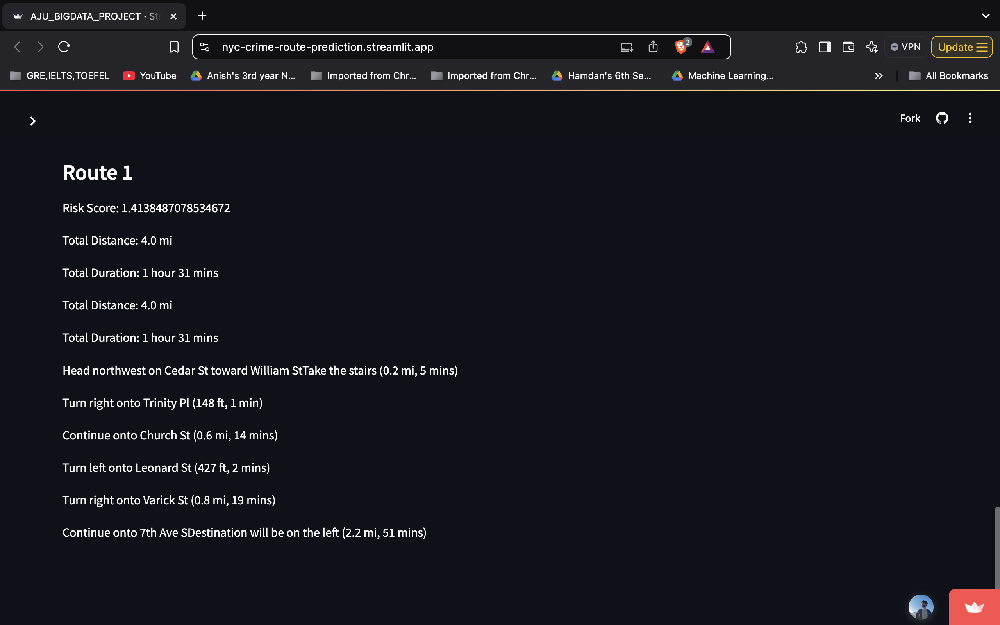 AJU_BIGDATA_PROJECT · St
nyc-crime-route-prediction.streamlit.app
2
VPN
Update
GRE,IELTS,TOEFEL
YouTube
Anish's 3rd year N...
Imported from Chr...
Imported from Chr...
Hamdan's 6th Se...
Machine Learning...
All Bookmarks
Fork
Route 1
Risk Score: 1.4138487078534672
Total Distance: 4.0 mi
Total Duration: 1 hour 31 mins
Total Distance: 4.0 mi
Total Duration: 1 hour 31 mins
Head northwest on Cedar St toward William StTake the stairs (0.2 mi, 5 mins)
Turn right onto Trinity Pl (148 ft, 1 min)
Continue onto Church St (0.6 mi, 14 mins)
Turn left onto Leonard St (427 ft, 2 mins)
Turn right onto Varick St (0.8 mi, 19 mins)
Continue onto 7th Ave SDestination will be on the left (2.2 mi, 51 mins)